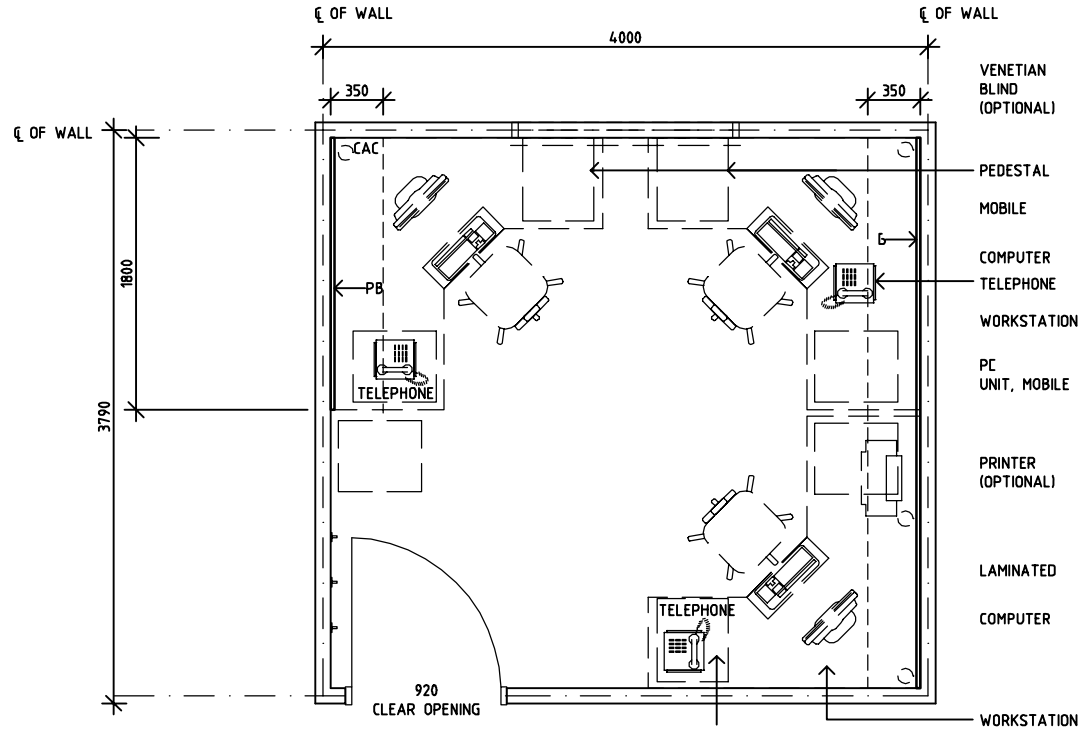 ℄ OF WALL
℄ OF WALL
4000
VENETIAN
BLIND
(OPTIONAL)
350
350
℄ OF WALL
CAC
PEDESTAL
MOBILE
G
COMPUTER
TELEPHONE
1800
PB
WORKSTATION
PC
UNIT, MOBILE
TELEPHONE
3790
PRINTER
(OPTIONAL)
LAMINATED
TELEPHONE
COMPUTER
920
CLEAR OPENING
WORKSTATION